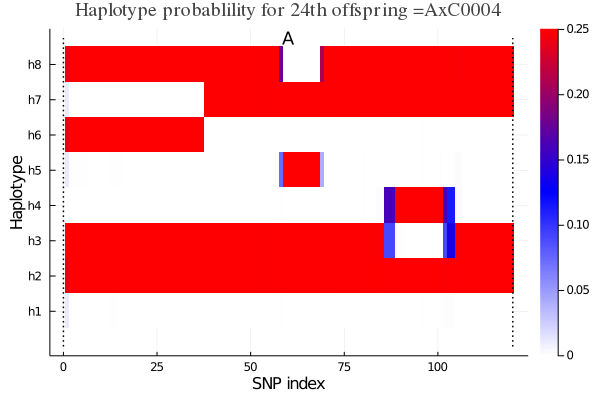 Haplotype probablility for 24th offspring =AxC0004
A
h8
h7
h6
h5
h4
h3
h2
h1
Haplotype
0
25
50
75
100
SNP index
0.25
0.20
0.15
0.10
0.05
0